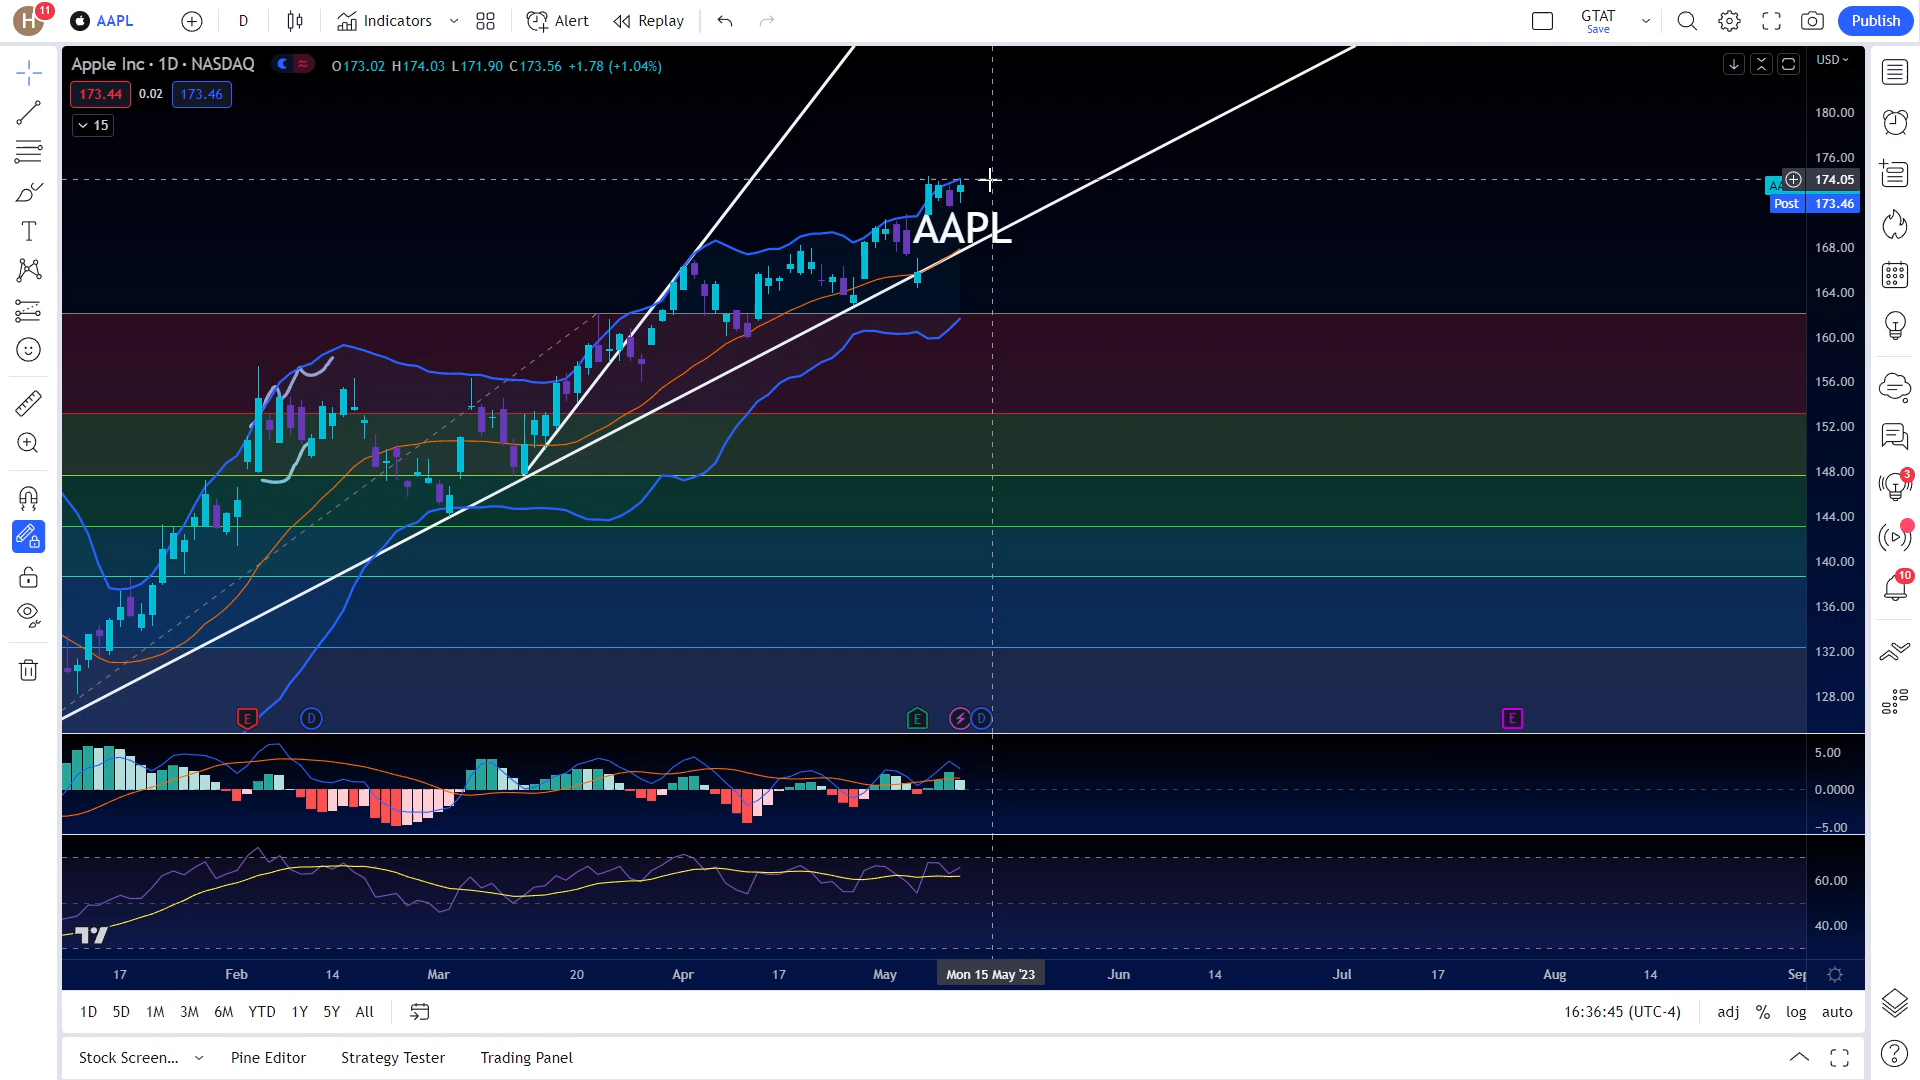 H 11 AAPL D Indicators Alert Replay GTAT Save Publish
Apple Inc · 1D · NASDAQ O173.02 H174.03 L171.90 C173.56 +1.78 (+1.04%) USD
173.44 0.02 173.46
15
180.00
176.00
174.05
Post 173.46
AAPL
168.00
164.00
160.00
156.00
152.00
148.00
144.00
140.00
136.00
132.00
128.00
E D E D E
5.00
0.0000
−5.00
60.00
40.00
17 Feb 14 Mar 20 Apr 17 May Mon 15 May '23 Jun 14 Jul 17 Aug 14 Sep
1D 5D 1M 3M 6M YTD 1Y 5Y All 16:36:45 (UTC-4) adj % log auto
Stock Screen... Pine Editor Strategy Tester Trading Panel
3
10